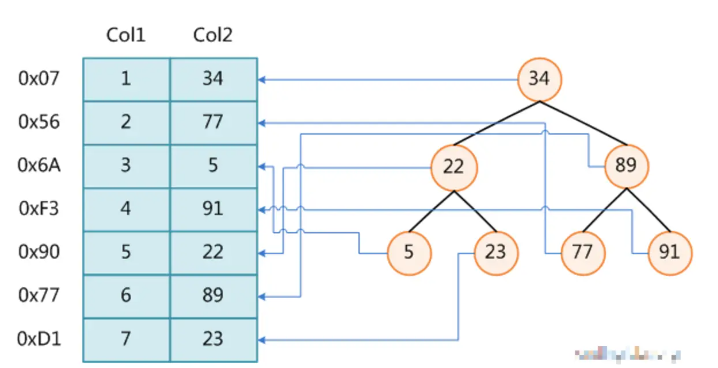 Col1 Col2
0x07 1 34 34
0x56 2 77
0x6A 3 5 22 89
0xF3 4 91
0x90 5 22 5 23 77 91
0x77 6 89
0xD1 7 23